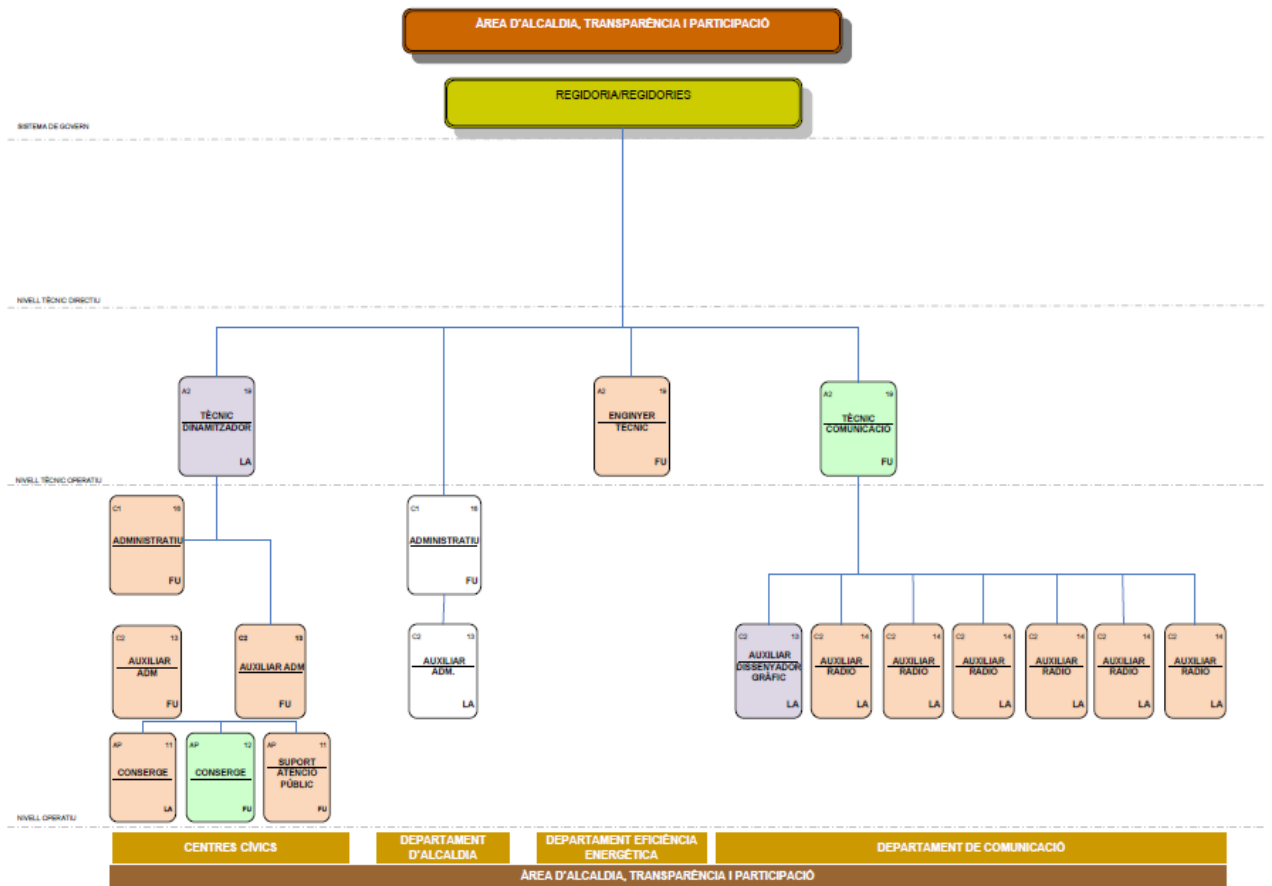 ÀREA D'ALCALDIA, TRANSPARÈNCIA I PARTICIPACIÓ
REGIDORIA/REGIDORIES
SISTEMA DE GOVERN
NIVELL TÈCNIC DIRECTIU
A2 19
TÈCNIC
DINAMITZADOR
LA
A2 19
ENGINYER
TÈCNIC
FU
A2 19
TÈCNIC
COMUNICACIÓ
FU
NIVELL TÈCNIC OPERATIU
C1 16
ADMINISTRATIU
FU
C1 16
ADMINISTRATIU
FU
C2 13
AUXILIAR
ADM
FU
C2 13
AUXILIAR ADM
FU
C2 13
AUXILIAR
ADM.
LA
C2 13
AUXILIAR
DISSENYADOR
GRÀFIC
LA
C2 14
AUXILIAR
RADIO
LA
C2 14
AUXILIAR
RADIO
LA
C2 14
AUXILIAR
RADIO
LA
C2 14
AUXILIAR
RADIO
LA
C2 14
AUXILIAR
RADIO
LA
C2 14
AUXILIAR
RADIO
LA
AP 11
CONSERGE
LA
AP 12
CONSERGE
FU
AP 11
SUPORT
ATENCIÓ
PÚBLIC
FU
NIVELL OPERATIU
CENTRES CÍVICS
DEPARTAMENT
D'ALCALDIA
DEPARTAMENT EFICIÈNCIA
ENERGÈTICA
DEPARTAMENT DE COMUNICACIÓ
ÀREA D'ALCALDIA, TRANSPARÈNCIA I PARTICIPACIÓ